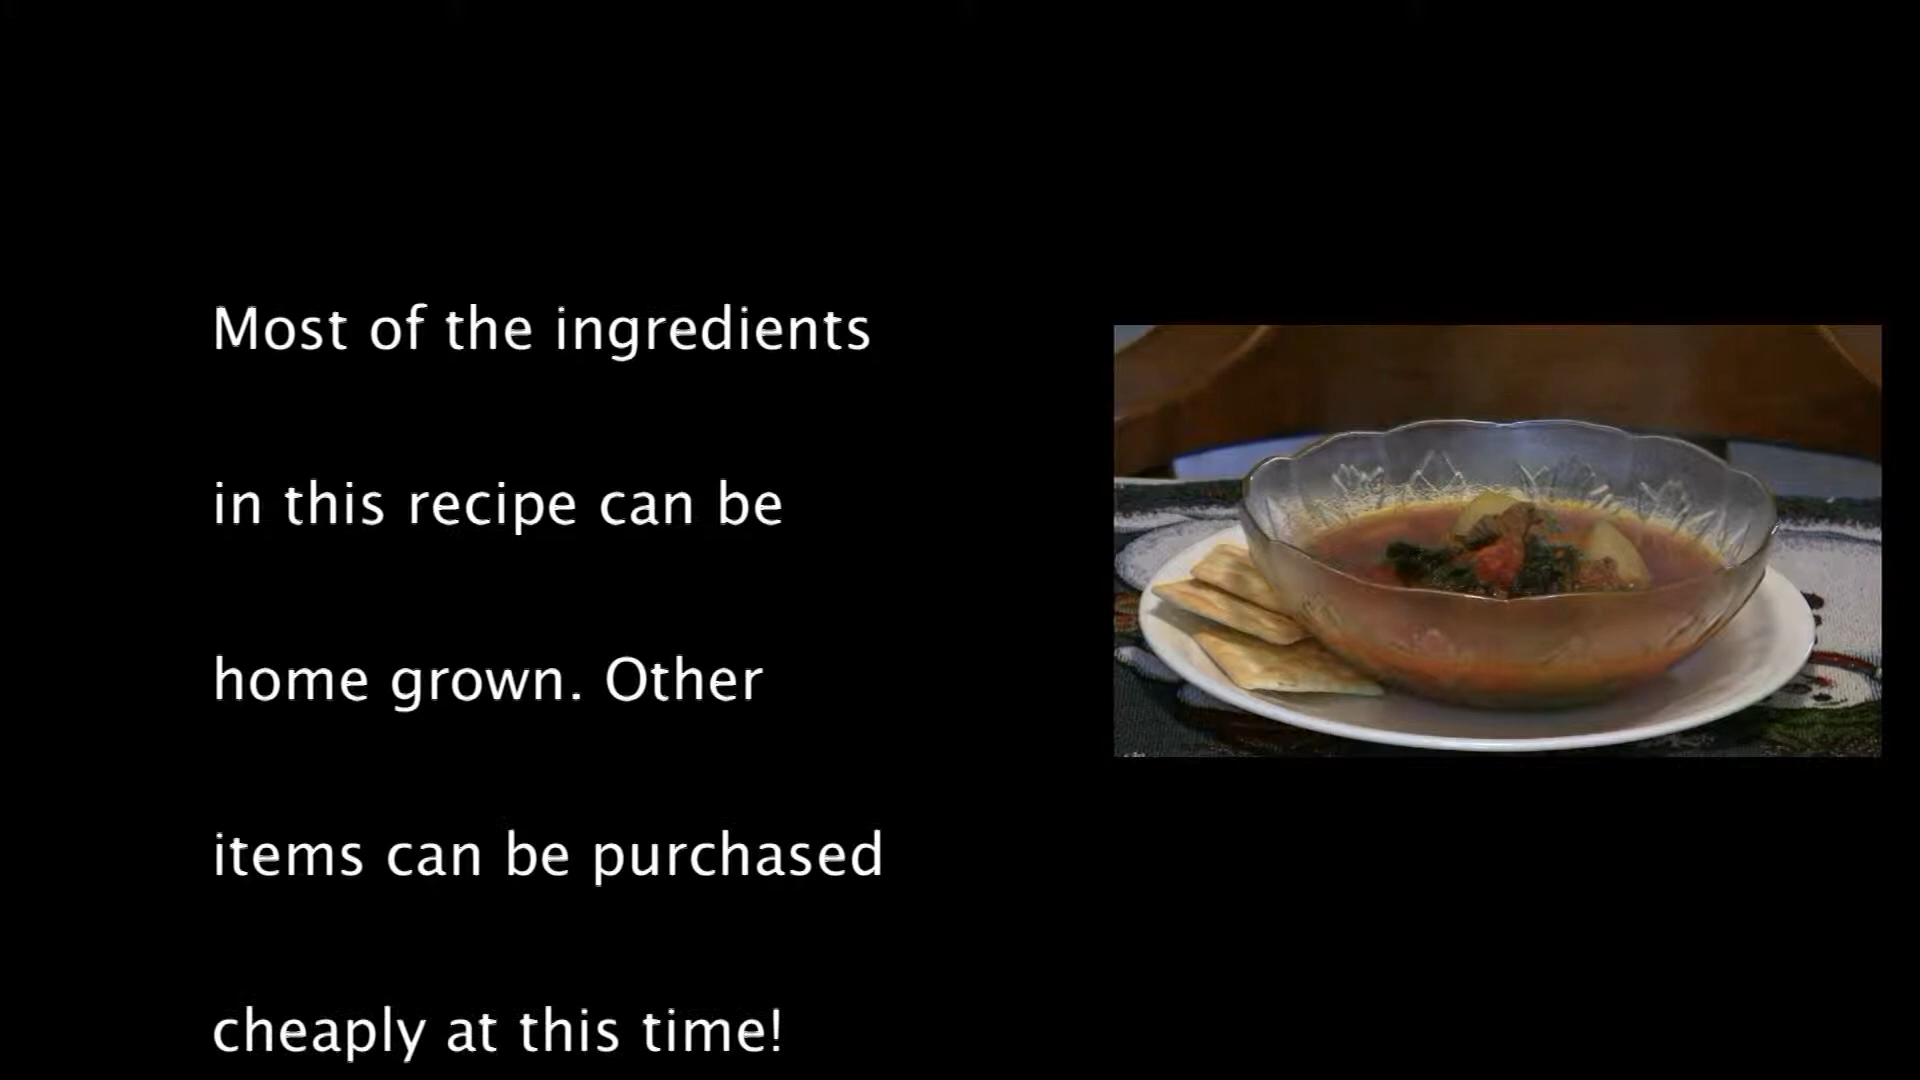 Most of the ingredients
in this recipe can be
home grown. Other
items can be purchased
cheaply at this time!